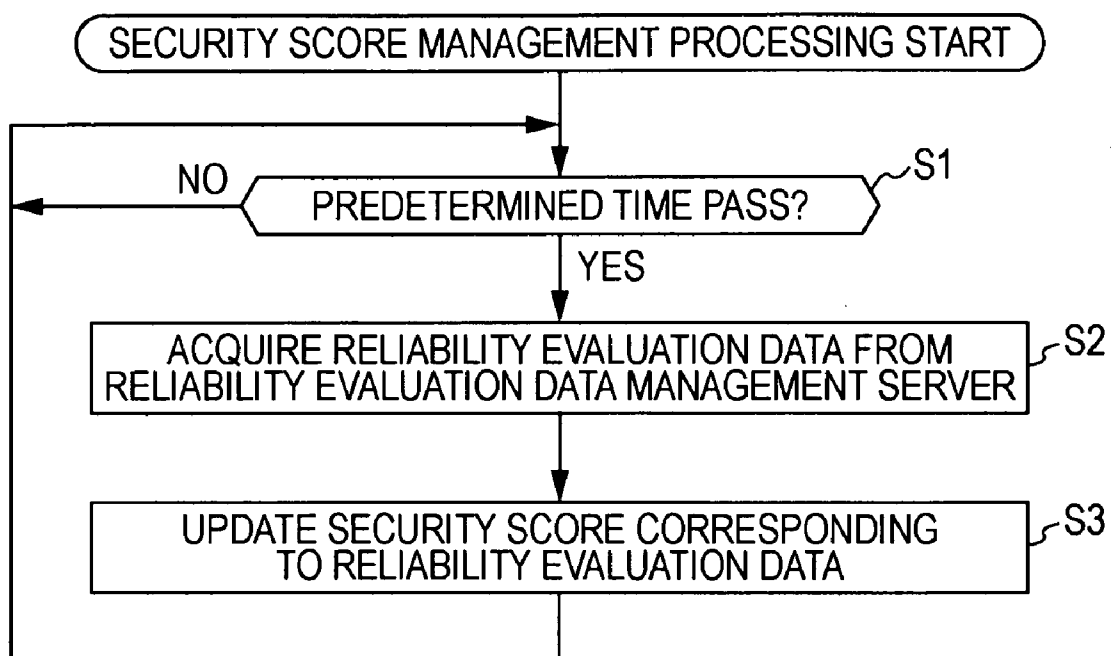 SECURITY SCORE MANAGEMENT PROCESSING START
NO
PREDETERMINED TIME PASS?
S1
YES
ACQUIRE RELIABILITY EVALUATION DATA FROM
RELIABILITY EVALUATION DATA MANAGEMENT SERVER
S2
UPDATE SECURITY SCORE CORRESPONDING
TO RELIABILITY EVALUATION DATA
S3